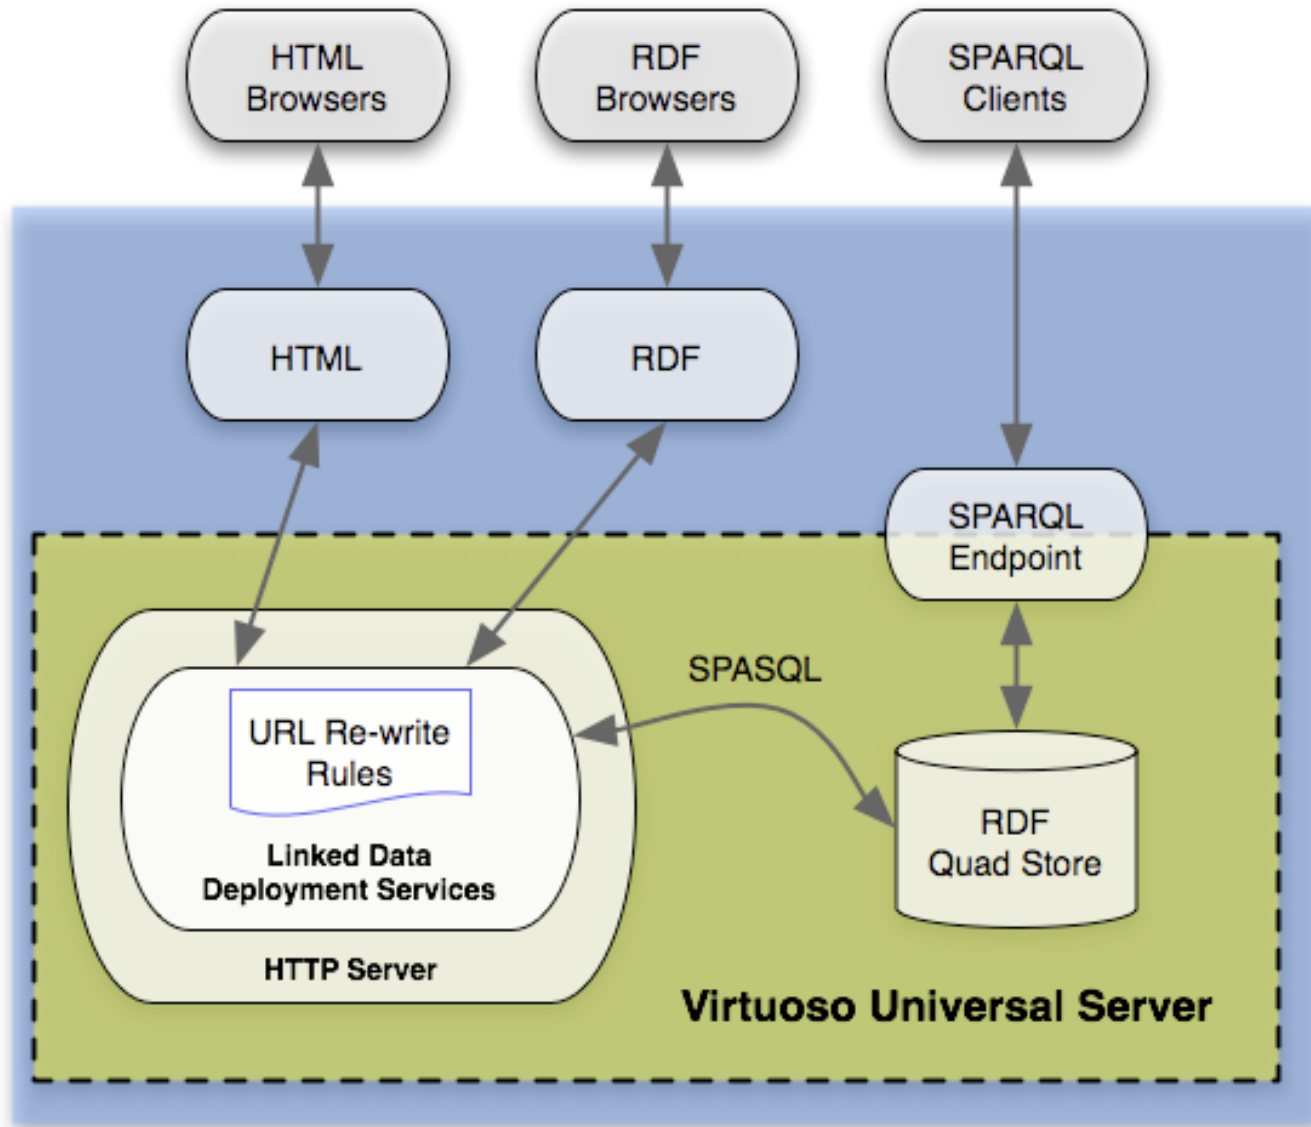 HTML
Browsers
RDF
Browsers
SPARQL
Clients
HTML
RDF
SPARQL
Endpoint
SPASQL
URL Re-write
Rules
Linked Data
Deployment Services
HTTP Server
RDF
Quad Store
Virtuoso Universal Server